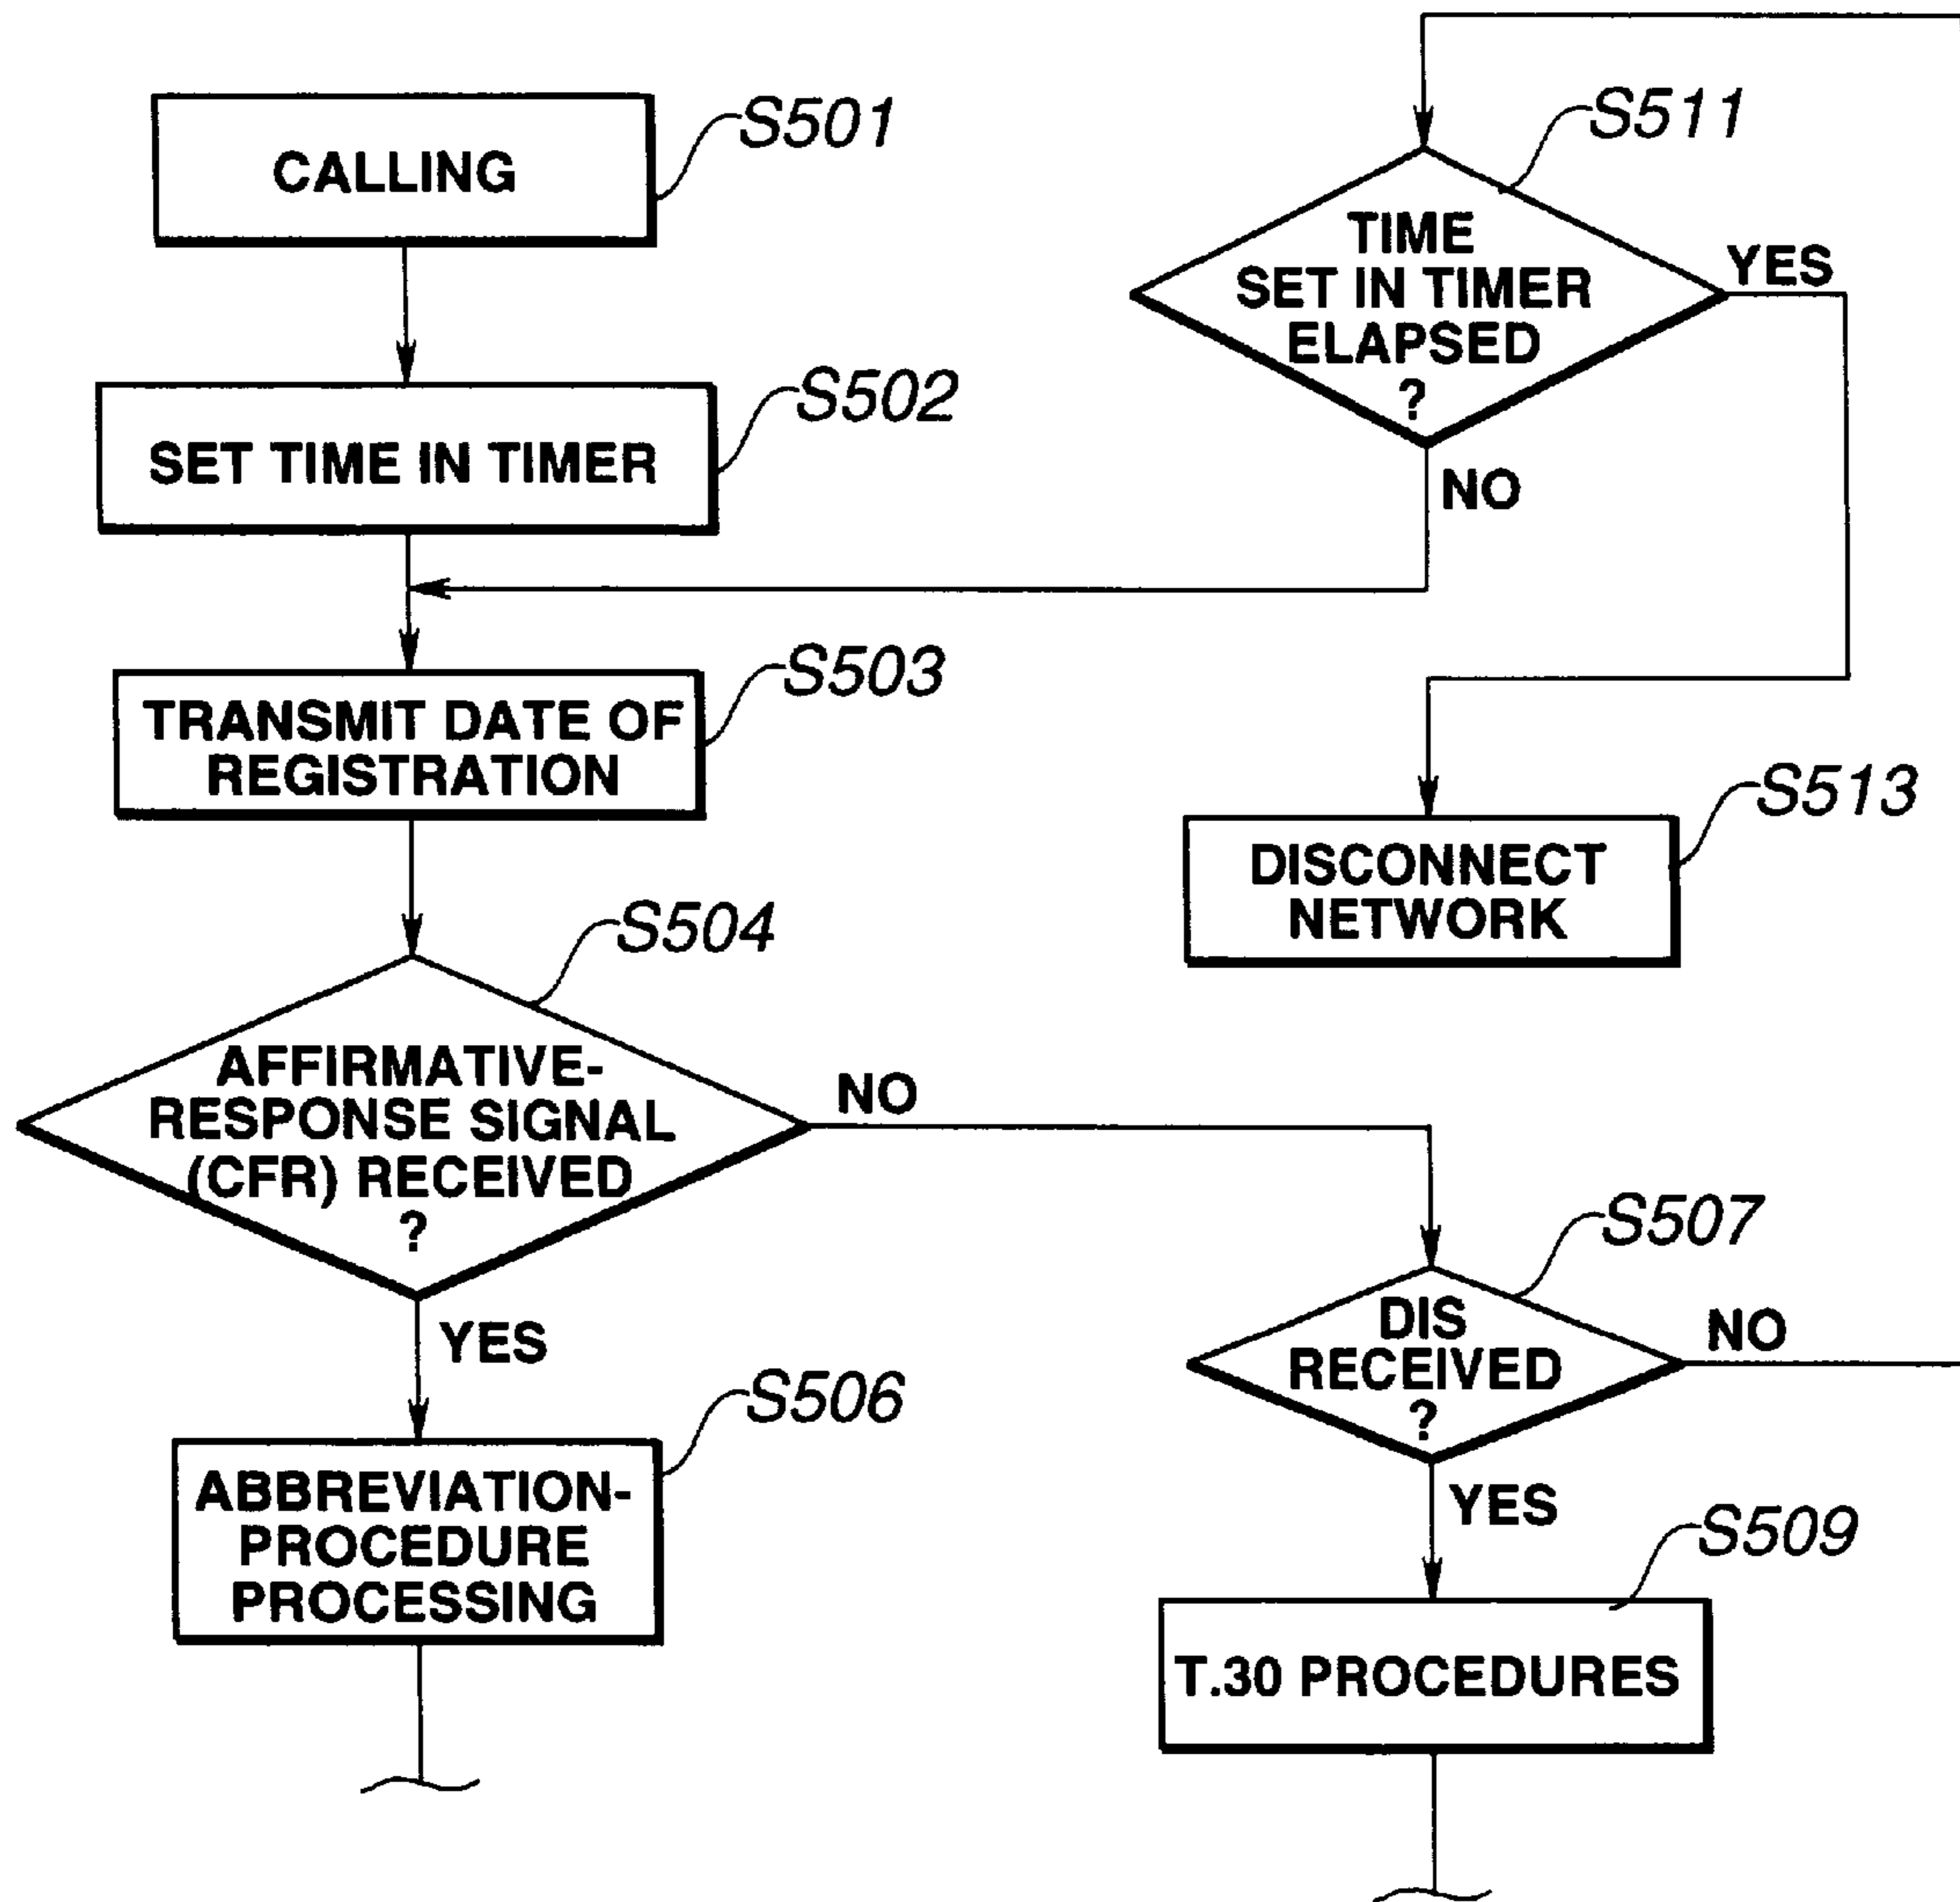 CALLING
S501
SET TIME IN TIMER
S502
TRANSMIT DATE OF
REGISTRATION
S503
AFFIRMATIVE-
RESPONSE SIGNAL
(CFR) RECEIVED
?
S504
NO
YES
ABBREVIATION-
PROCEDURE
PROCESSING
S506
TIME
SET IN TIMER
ELAPSED
?
S511
YES
NO
DISCONNECT
NETWORK
S513
DIS
RECEIVED
?
S507
NO
YES
T.30 PROCEDURES
S509